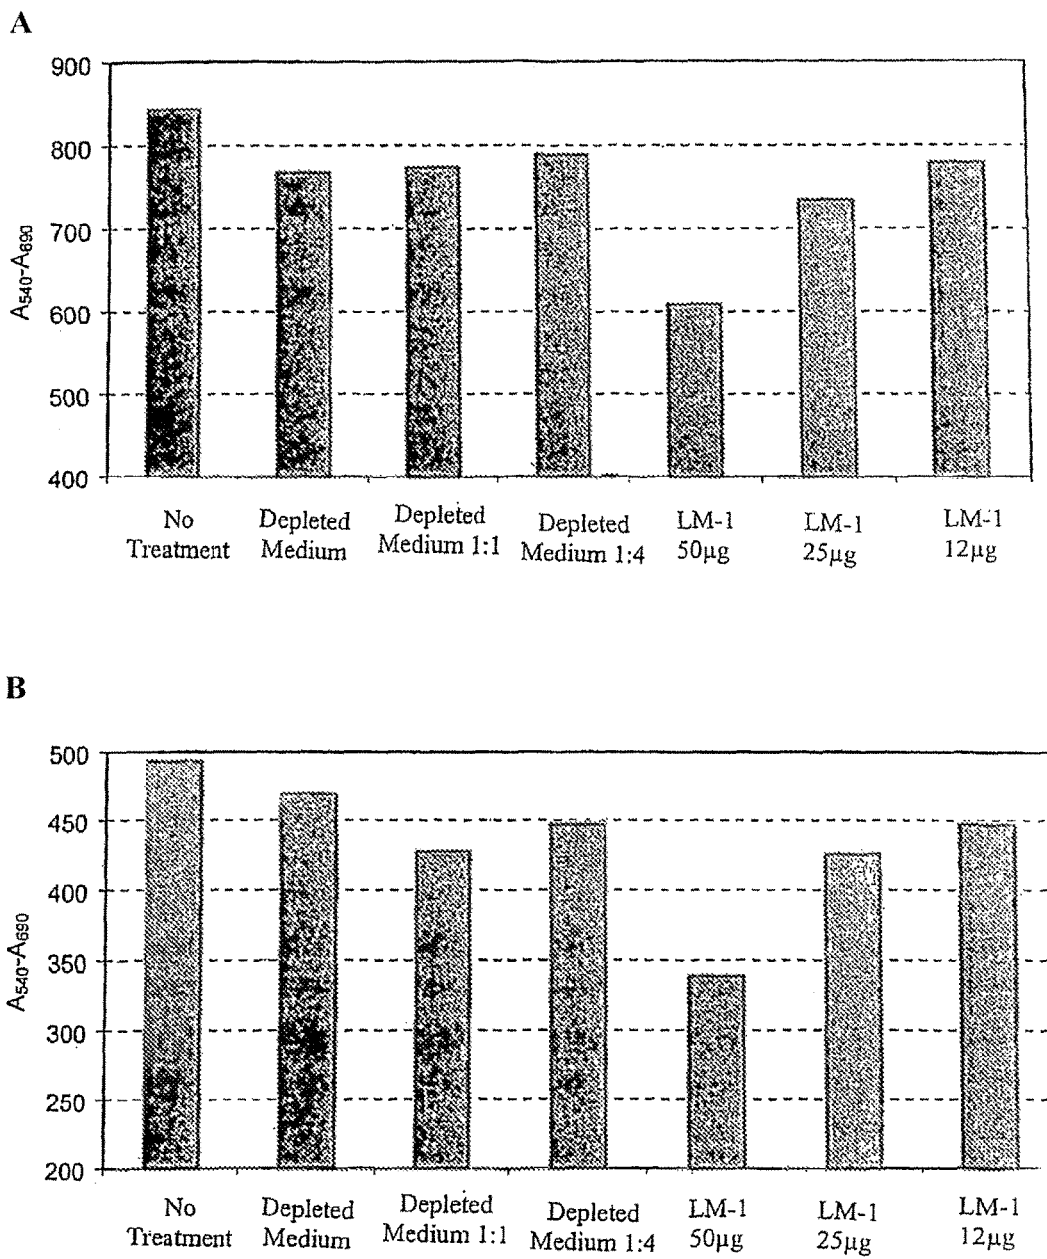 A
900
800
700
600
500
400
A540-A690
No
Treatment
Depleted
Medium
Depleted
Medium 1:1
Depleted
Medium 1:4
LM-1
50µg
LM-1
25µg
LM-1
12µg
B
500
450
400
350
300
250
200
A540-A690
No
Treatment
Depleted
Medium
Depleted
Medium 1:1
Depleted
Medium 1:4
LM-1
50µg
LM-1
25µg
LM-1
12µg